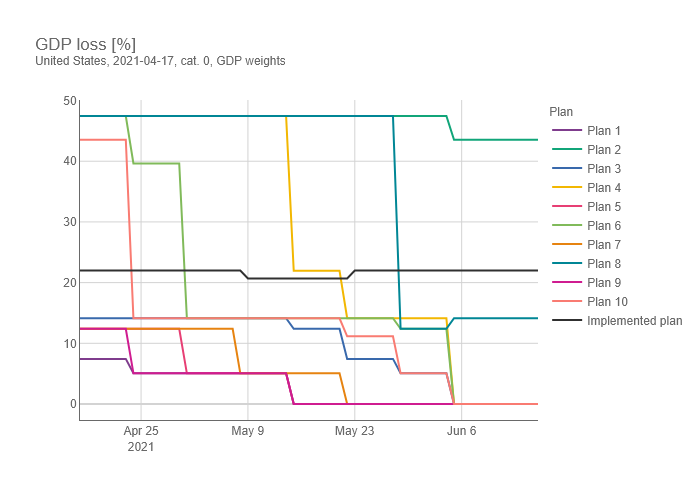 GDP loss [%]
United States, 2021-04-17, cat. 0, GDP weights
50
40
30
20
10
0
Apr 25
2021
May 9
May 23
Jun 6
Plan
Plan 1
Plan 2
Plan 3
Plan 4
Plan 5
Plan 6
Plan 7
Plan 8
Plan 9
Plan 10
Implemented plan